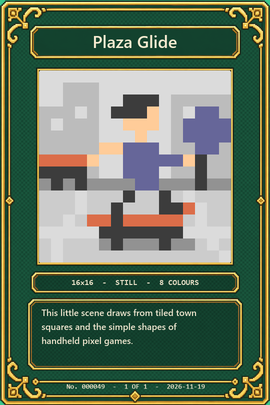 Plaza Glide
16x16 - STILL - 8 COLOURS
This little scene draws from tiled town
squares and the simple shapes of
handheld pixel games.
No. 000049 - 1 OF 1 - 2026-11-19